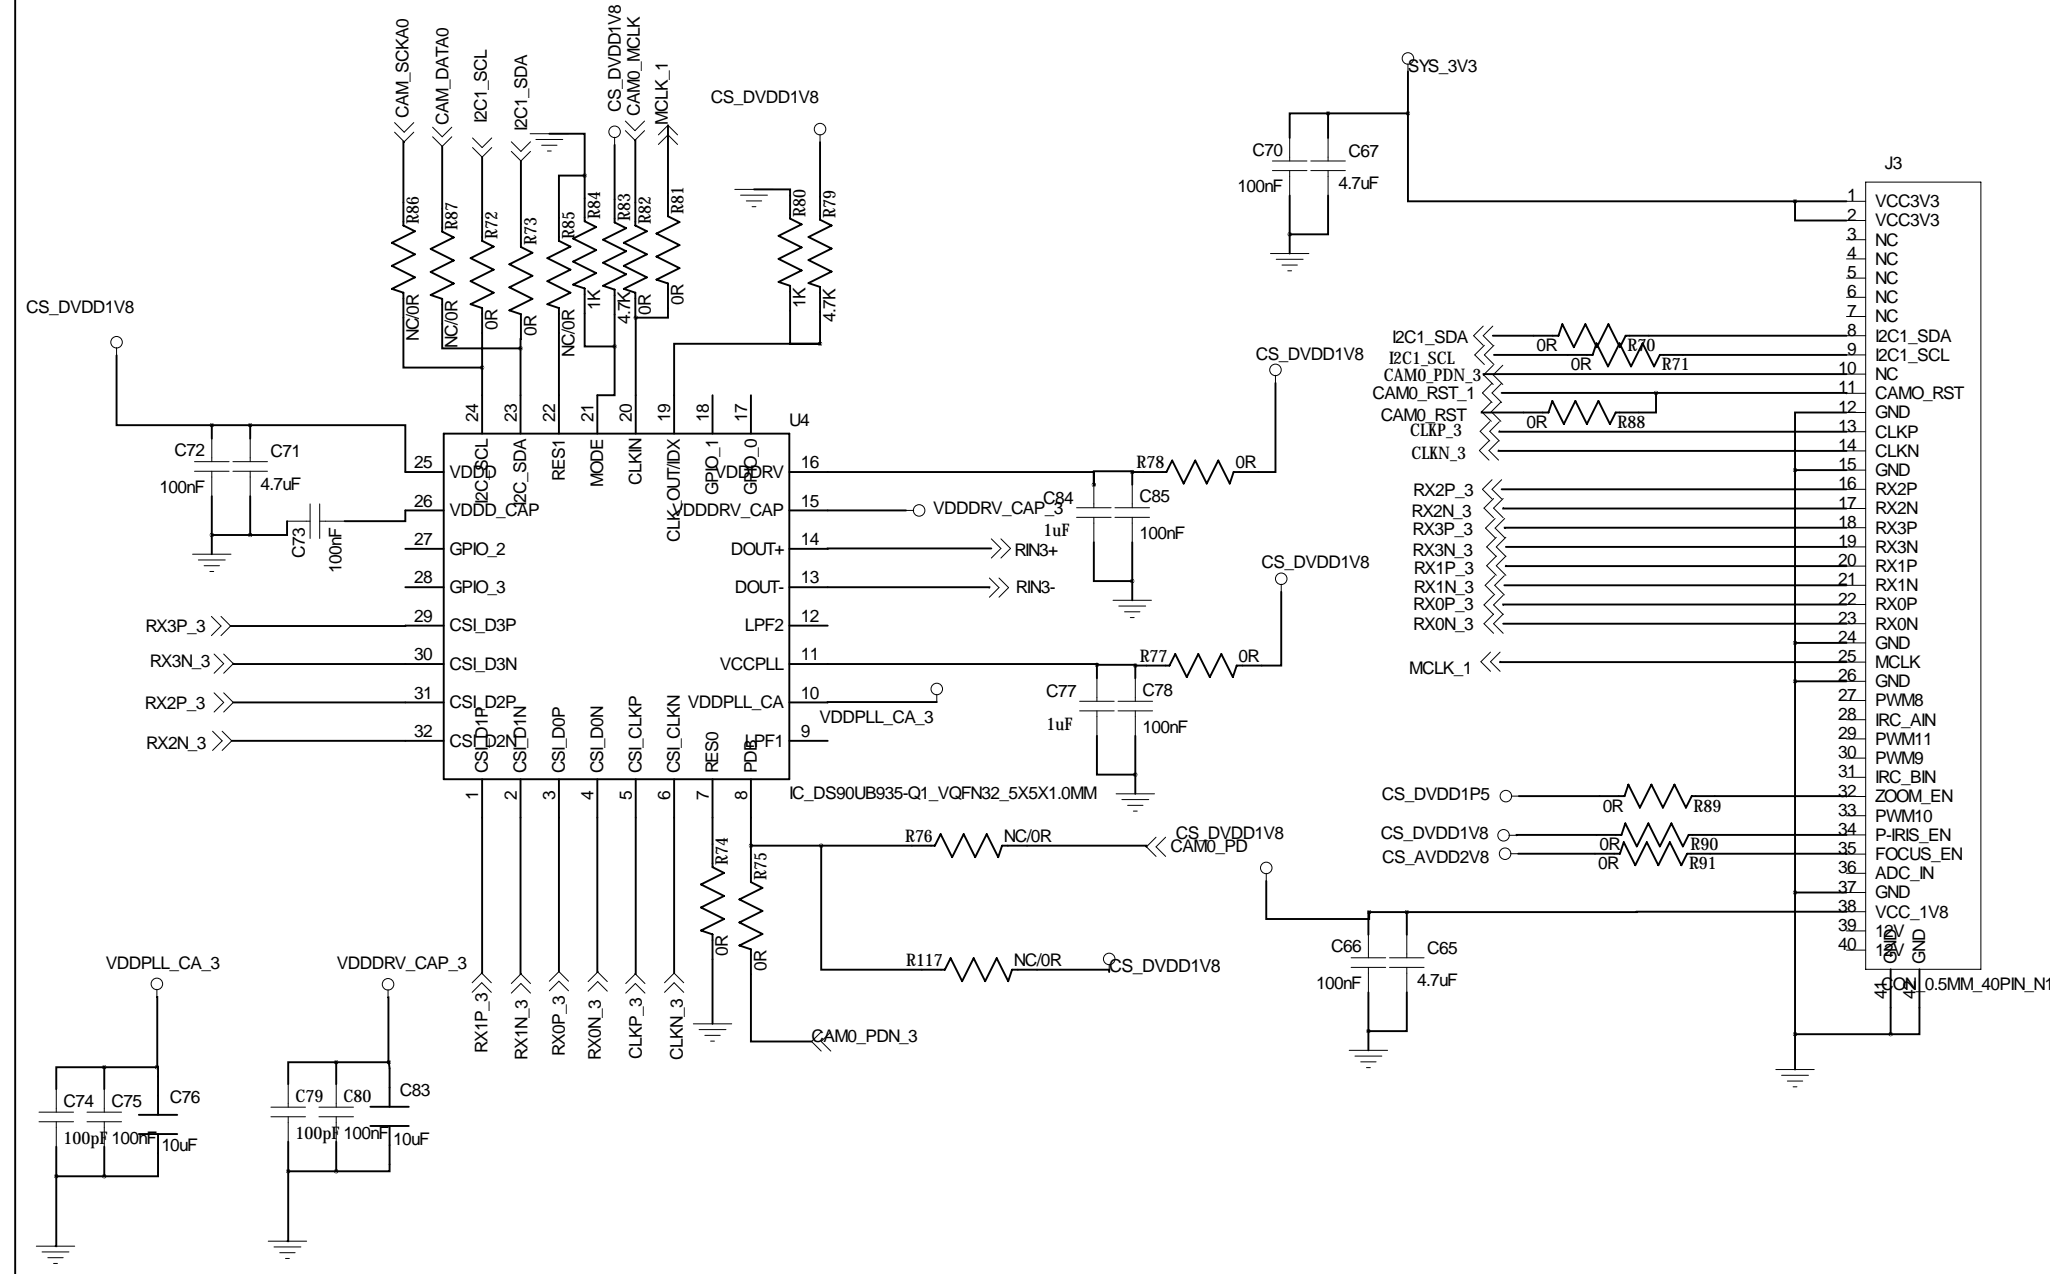 CAM_SCKA0
CAM_DATA0
I2C1_SCL
I2C1_SDA
CS_DVDD1V8
CAM0_MCLK
MCLK_1
CS_DVDD1V8
R86
R87
R72
R73
R85
R84
R83
R82
R81
R80
R79
NC/0R
NC/0R
0R
0R
NC/0R
1K
4.7K
0R
0R
1K
4.7K
SYS_3V3
C70
100nF
C67
4.7uF
CS_DVDD1V8
C72
100nF
C71
4.7uF
C73
100nF
24
23
22
21
20
19
18
17
U4
I2C_SCL
I2C_SDA
RES1
MODE
CLKIN
CLK_OUT/IDX
GPIO_1
GPIO_0
25 VDDD
26 VDDD_CAP
27 GPIO_2
28 GPIO_3
RX3P_3 29 CSI_D3P
RX3N_3 30 CSI_D3N
RX2P_3 31 CSI_D2P
RX2N_3 32 CSI_D2N
VDDDRV 16
VDDDRV_CAP 15 VDDDRV_CAP_3
DOUT+ 14 RIN3+
DOUT- 13 RIN3-
LPF2 12
VCCPLL 11
VDDPLL_CA 10 VDDPLL_CA_3
LPF1 9
CSI_D1P
CSI_D1N
CSI_D0P
CSI_D0N
CSI_CLKP
CSI_CLKN
RES0
PDB
1
2
3
4
5
6
7
8
IC_DS90UB935-Q1_VQFN32_5X5X1.0MM
R78 0R
CS_DVDD1V8
C84
1uF
C85
100nF
R77 0R
CS_DVDD1V8
C77
1uF
C78
100nF
R74
0R
R75
0R
R76 NC/0R
CAM0_PD
R117 NC/0R
CS_DVDD1V8
CAM0_PDN_3
RX1P_3
RX1N_3
RX0P_3
RX0N_3
CLKP_3
CLKN_3
VDDPLL_CA_3
C74
100pF
C75
100nF
C76
10uF
VDDDRV_CAP_3
C79
100pF
C80
100nF
C83
10uF
CS_DVDD1V8
C66
100nF
C65
4.7uF
J3
1 VCC3V3
2 VCC3V3
3 NC
4 NC
5 NC
6 NC
7 NC
I2C1_SDA 0R R70 8 I2C1_SDA
I2C1_SCL 0R R71 9 I2C1_SCL
CAM0_PDN_3 10 NC
CAM0_RST_1 11 CAMO_RST
CAM0_RST 0R R88 12 GND
CLKP_3 13 CLKP
CLKN_3 14 CLKN
15 GND
RX2P_3 16 RX2P
RX2N_3 17 RX2N
RX3P_3 18 RX3P
RX3N_3 19 RX3N
RX1P_3 20 RX1P
RX1N_3 21 RX1N
RX0P_3 22 RX0P
RX0N_3 23 RX0N
24 GND
MCLK_1 25 MCLK
26 GND
27 PWM8
28 IRC_AIN
29 PWM11
30 PWM9
31 IRC_BIN
CS_DVDD1P5 0R R89 32 ZOOM_EN
33 PWM10
CS_DVDD1V8 0R R90 34 P-IRIS_EN
CS_AVDD2V8 0R R91 35 FOCUS_EN
36 ADC_IN
37 GND
38 VCC_1V8
39 12V
40 12V
GND
GND
41
42
CON_0.5MM_40PIN_N1